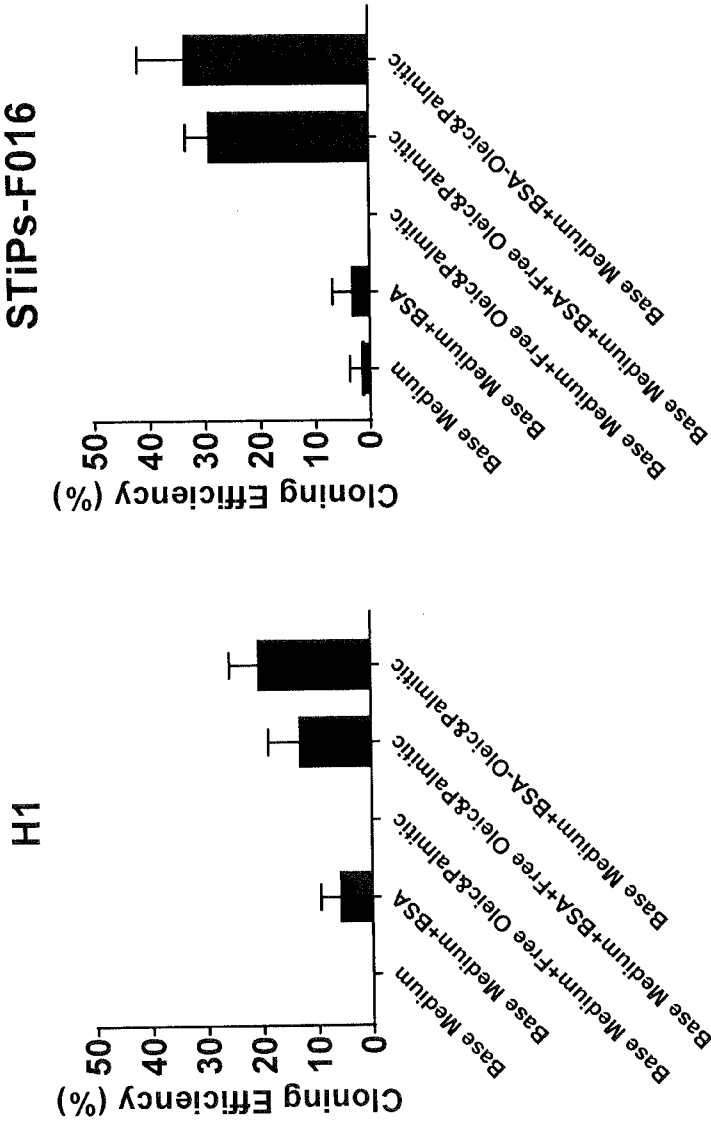 H1
Cloning Efficiency (%)
50
40
30
20
10
0
Base Medium
Base Medium+BSA
Base Medium+Free Oleic&Palmitic
Base Medium+BSA+Free Oleic&Palmitic
Base Medium+BSA-Oleic&Palmitic
STiPs-F016
Cloning Efficiency (%)
50
40
30
20
10
0
Base Medium
Base Medium+BSA
Base Medium+Free Oleic&Palmitic
Base Medium+BSA+Free Oleic&Palmitic
Base Medium+BSA-Oleic&Palmitic